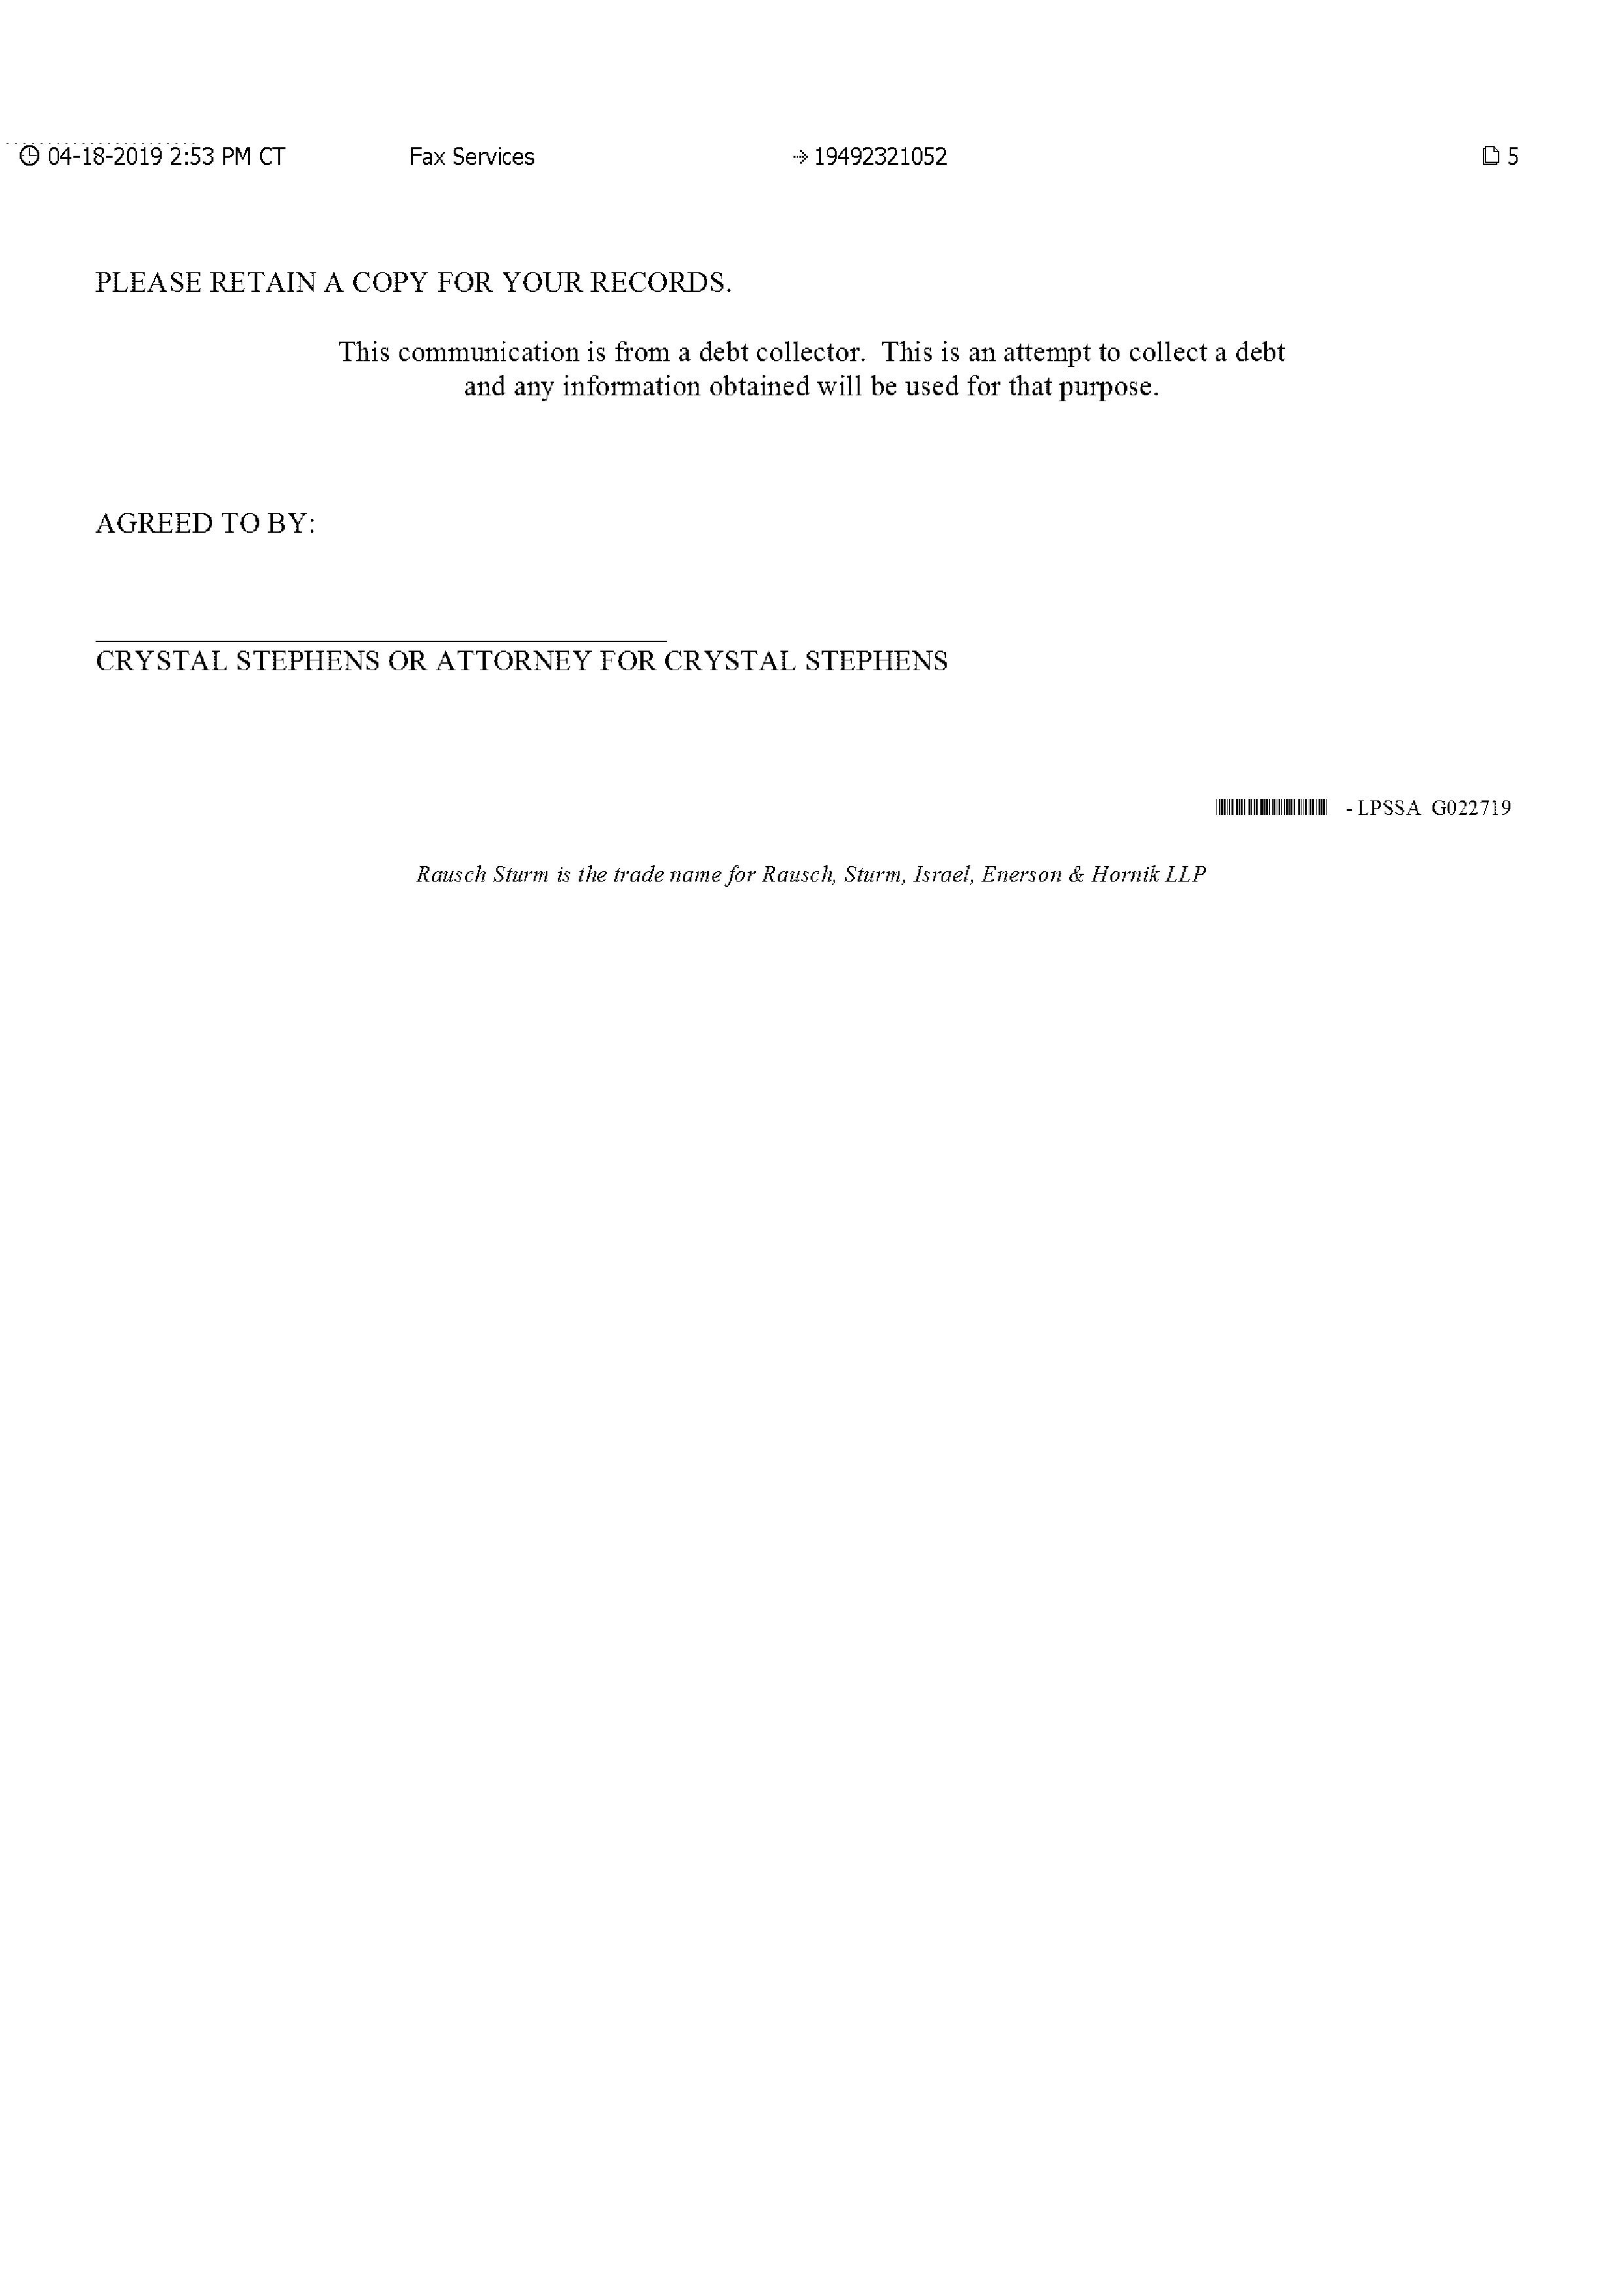 04-18-2019 2:53 PM CT Fax Services → 19492321052 5
PLEASE RETAIN A COPY FOR YOUR RECORDS.
This communication is from a debt collector. This is an attempt to collect a debt
and any information obtained will be used for that purpose.
AGREED TO BY:
CRYSTAL STEPHENS OR ATTORNEY FOR CRYSTAL STEPHENS
- LPSSA G022719
Rausch Sturm is the trade name for Rausch, Sturm, Israel, Enerson & Hornik LLP